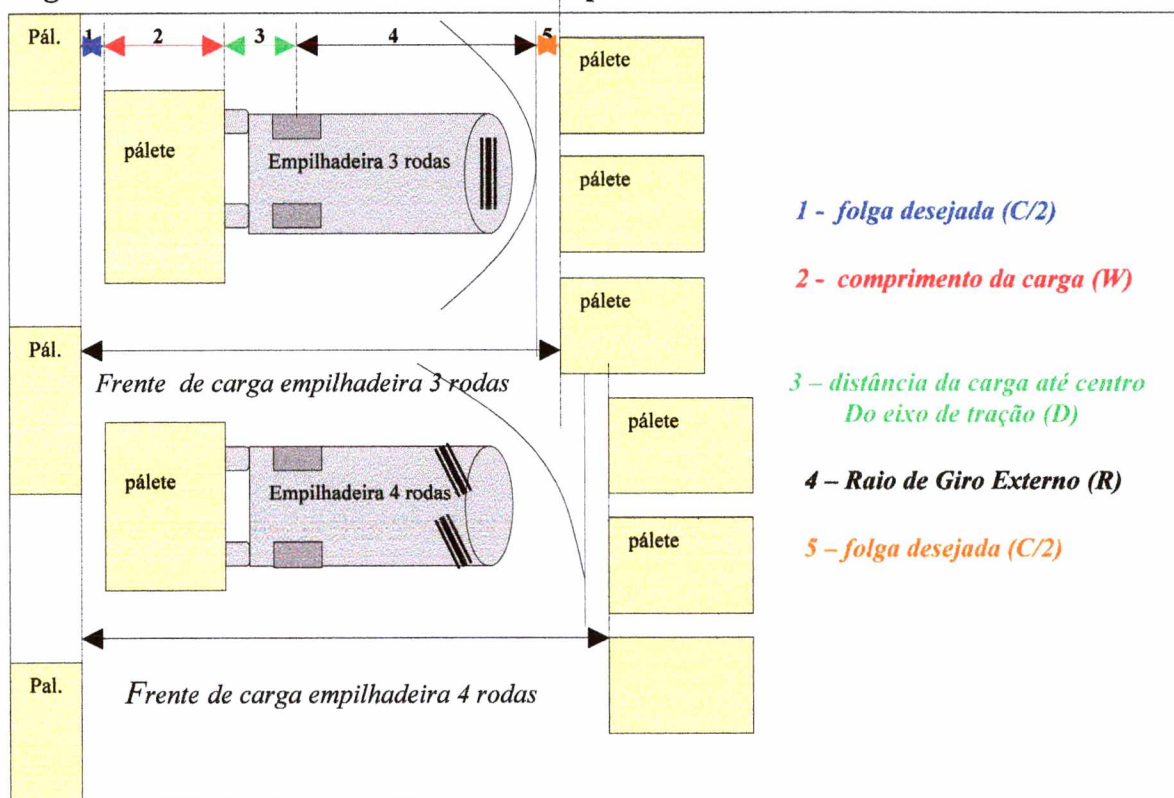 Pál.
1
2
3
4
5
pálete
pálete
Empilhadeira 3 rodas
pálete
pálete
1 - folga desejada (C/2)
2 - comprimento da carga (W)
Pál.
Frente de carga empilhadeira 3 rodas
3 – distância da carga até centro
Do eixo de tração (D)
pálete
pálete
Empilhadeira 4 rodas
4 – Raio de Giro Externo (R)
pálete
5 – folga desejada (C/2)
Pal.
Frente de carga empilhadeira 4 rodas